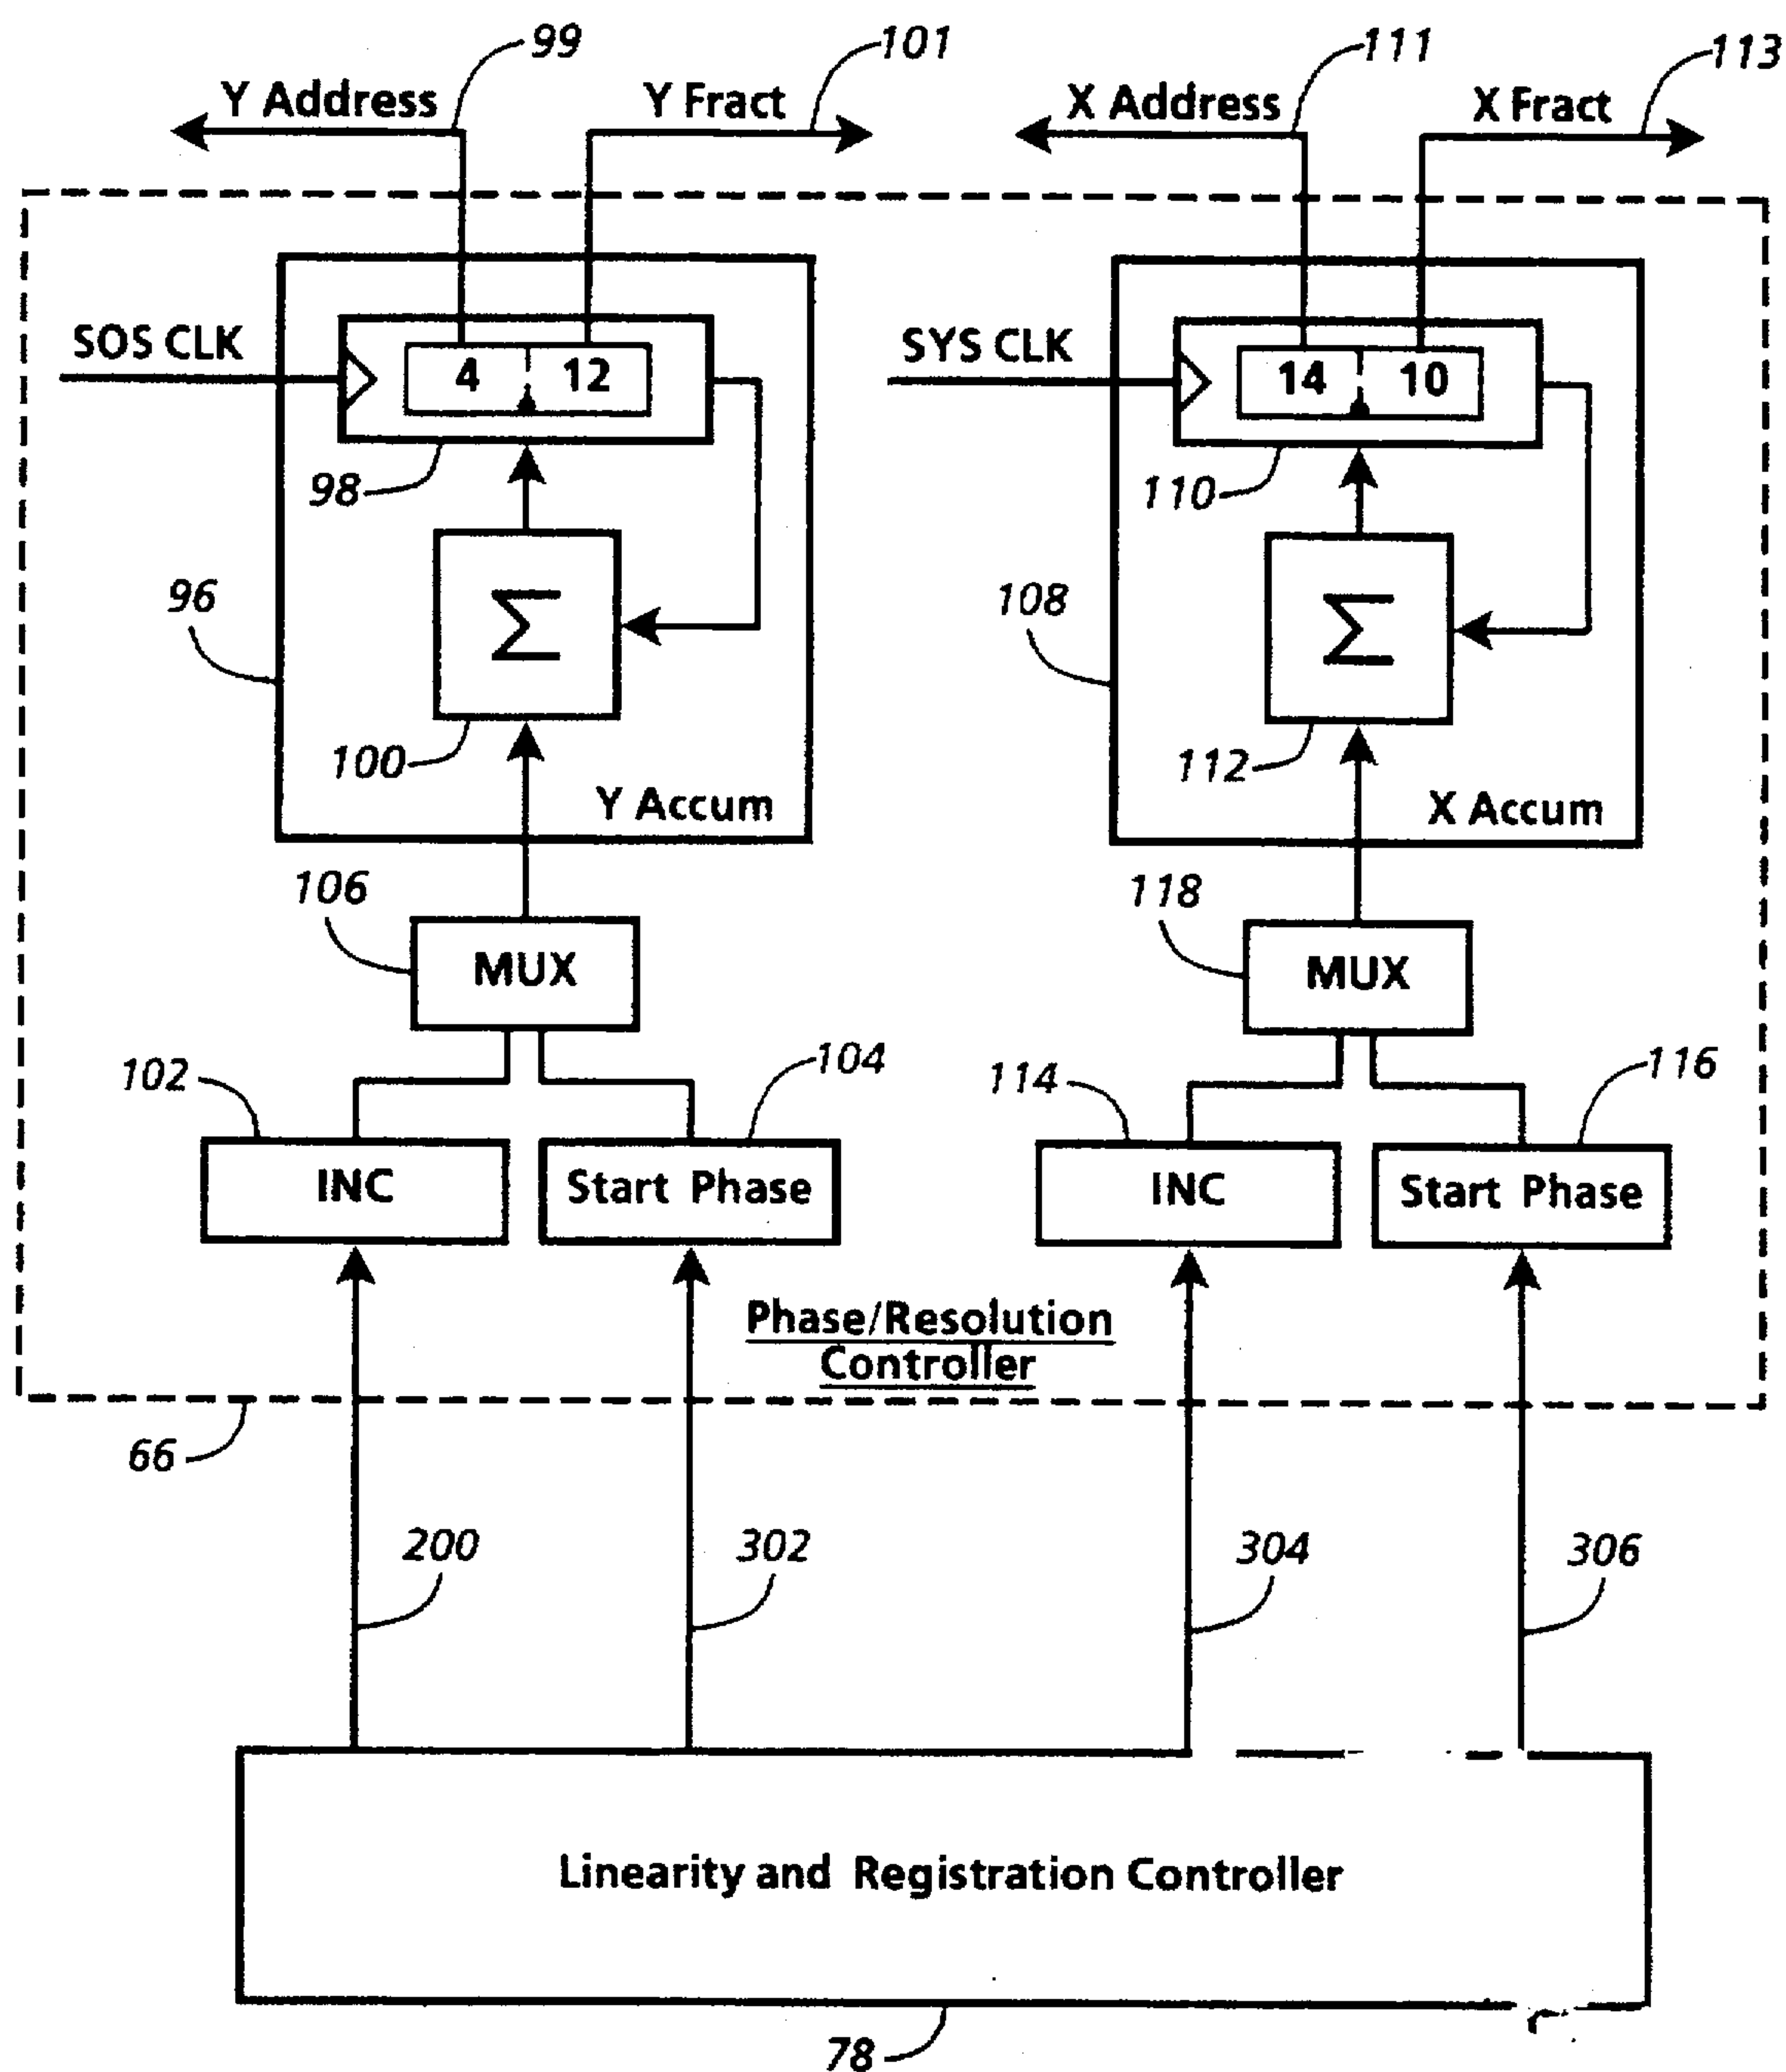 99 101 111 113
Y Address Y Fract X Address X Fract
SOS CLK 4 12 SYS CLK 14 10
98 110
96 Σ 108 Σ
100 112
Y Accum X Accum
106 118
MUX MUX
102 104 114 116
INC Start Phase INC Start Phase
Phase/Resolution
Controller
66
200 302 304 306
Linearity and Registration Controller
78